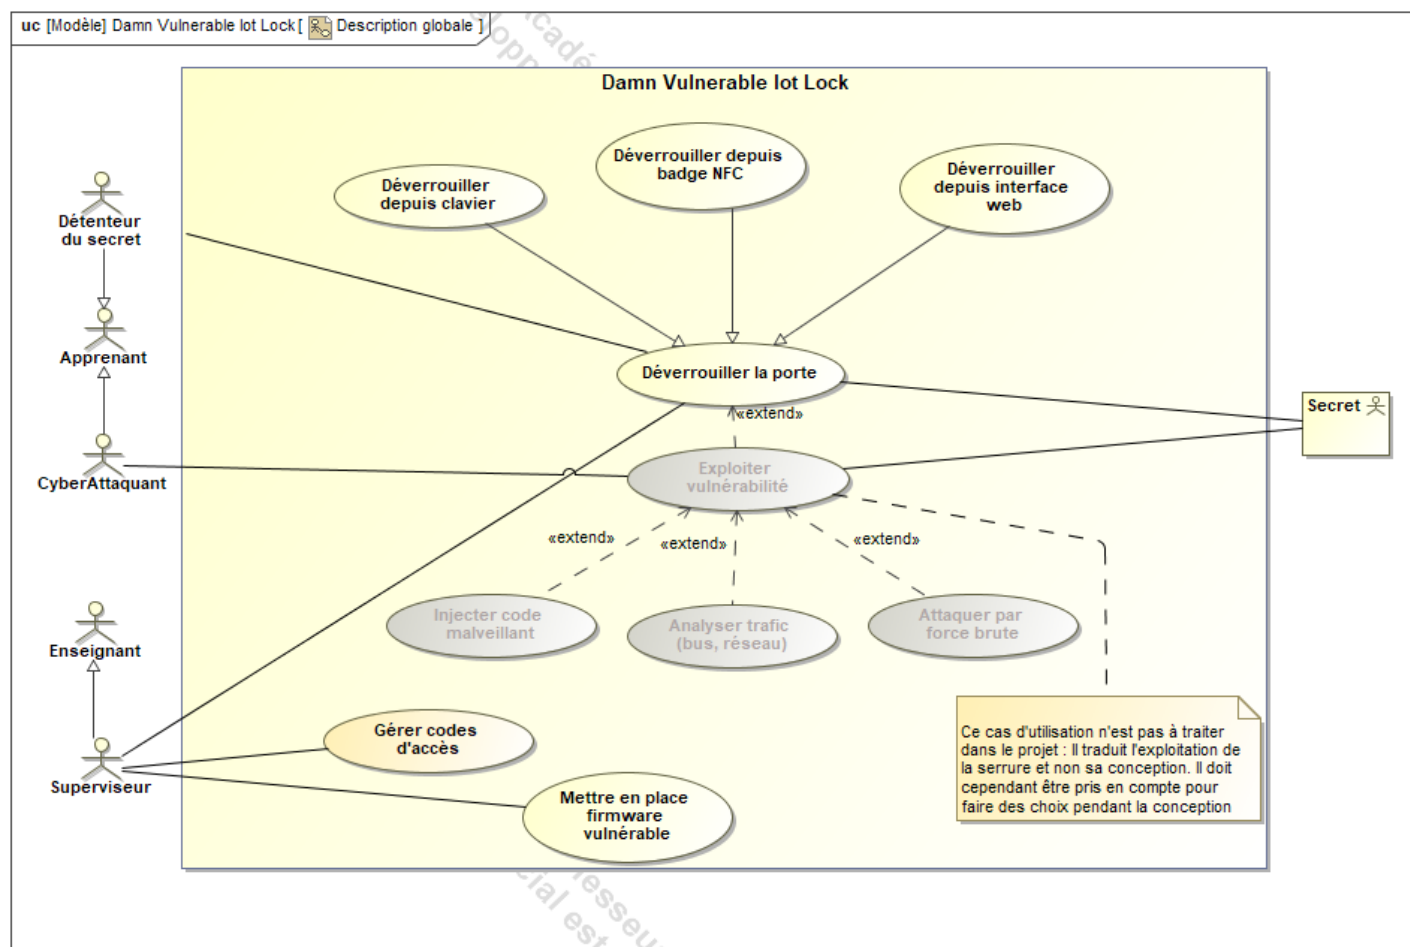 uc [Modèle] Damn Vulnerable Iot Lock [ Description globale ]
Damn Vulnerable Iot Lock
Déverrouiller
depuis clavier
Déverrouiller depuis
badge NFC
Déverrouiller
depuis interface
web
Détenteur
du secret
Apprenant
Déverrouiller la porte
Secret
«extend»
CyberAttaquant
Exploiter
vulnérabilité
«extend»
«extend»
«extend»
Injecter code
malveillant
Analyser trafic
(bus, réseau)
Attaquer par
force brute
Enseignant
Gérer codes
d'accès
Superviseur
Mettre en place
firmware
vulnérable
Ce cas d'utilisation n'est pas à traiter
dans le projet : Il traduit l'exploitation de
la serrure et non sa conception. Il doit
cependant être pris en compte pour
faire des choix pendant la conception